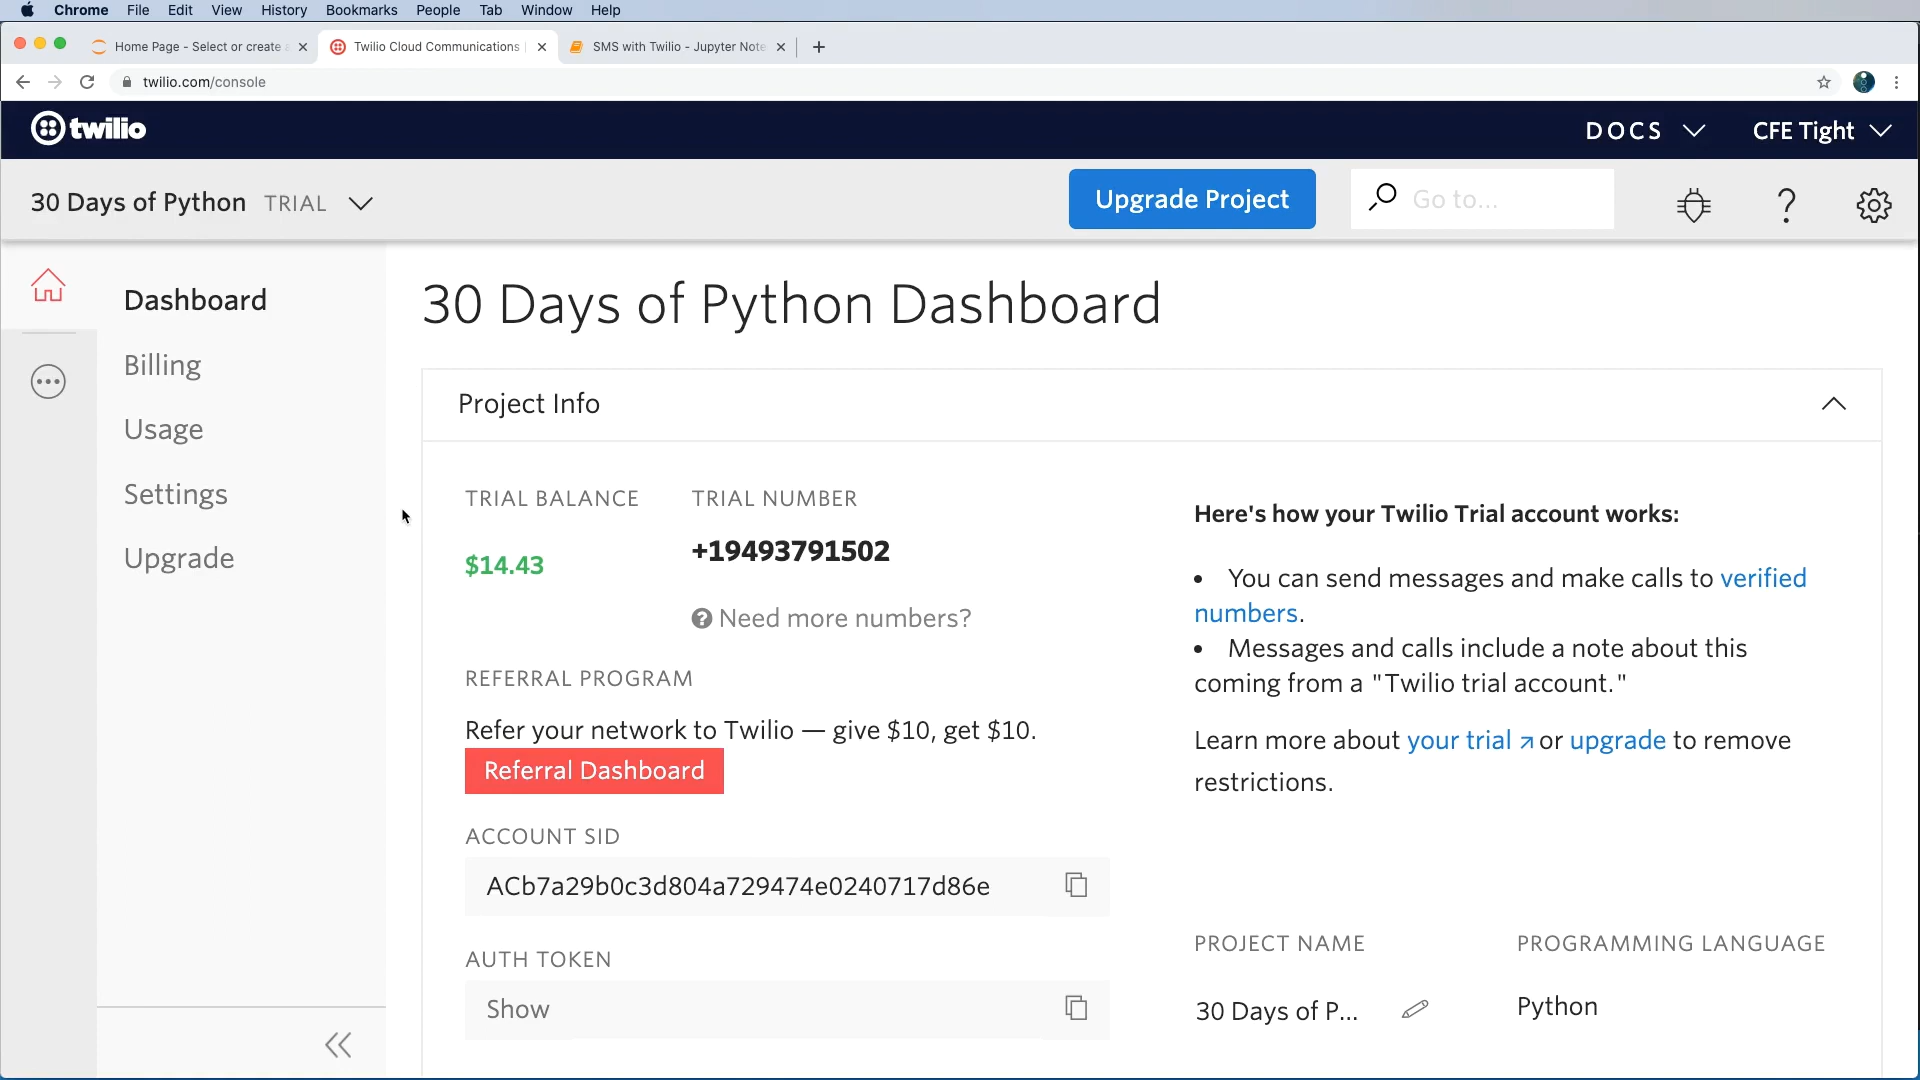 Chrome File Edit View History Bookmarks People Tab Window Help
Home Page - Select or create a
Twilio Cloud Communications
SMS with Twilio - Jupyter Note
twilio.com/console
twilio
DOCS
CFE Tight
30 Days of Python TRIAL
Upgrade Project
Go to...
Dashboard
Billing
Usage
Settings
Upgrade
30 Days of Python Dashboard
Project Info
TRIAL BALANCE
$14.43
TRIAL NUMBER
+19493791502
Need more numbers?
REFERRAL PROGRAM
Refer your network to Twilio — give $10, get $10.
Referral Dashboard
ACCOUNT SID
ACb7a29b0c3d804a729474e0240717d86e
AUTH TOKEN
Show
Here's how your Twilio Trial account works:
• You can send messages and make calls to verified
numbers.
• Messages and calls include a note about this
coming from a "Twilio trial account."
Learn more about your trial or upgrade to remove
restrictions.
PROJECT NAME
30 Days of P...
PROGRAMMING LANGUAGE
Python